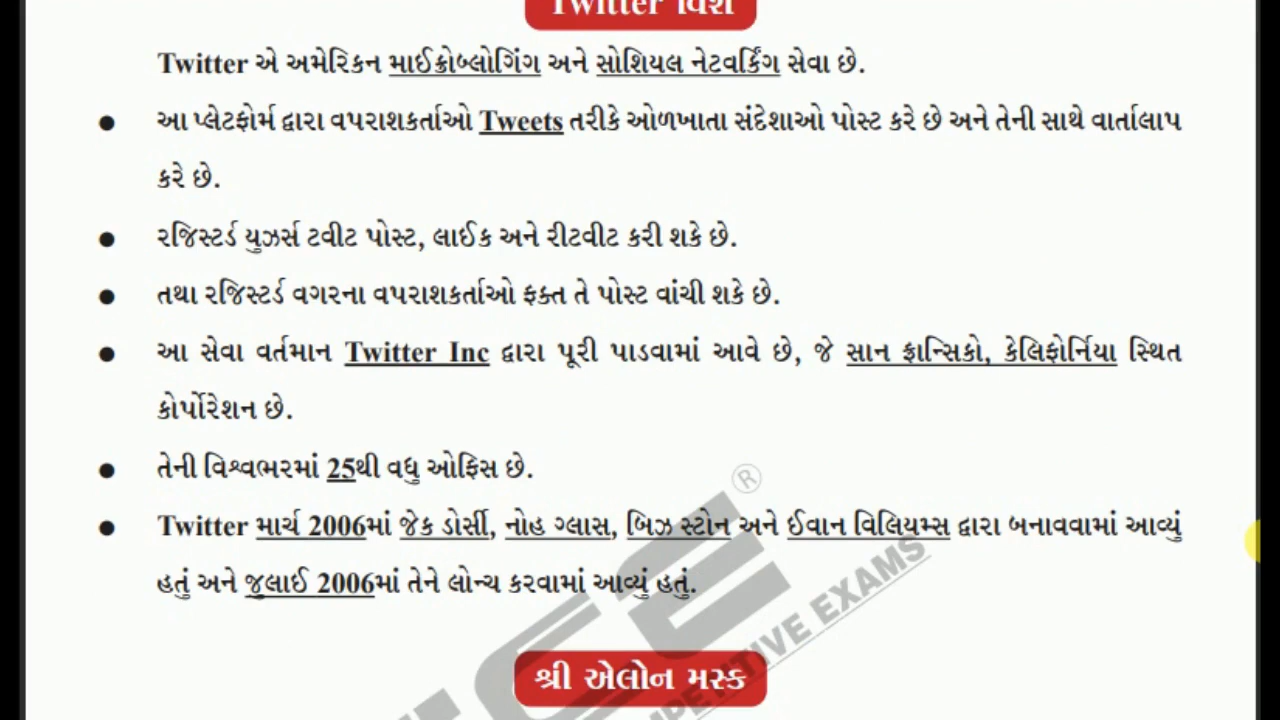 Twitter વિશે
Twitter એ અમેરિકન માઈક્રોબ્લોગિંગ અને સોશિયલ નેટવર્કિંગ સેવા છે.
● આ પ્લેટફોર્મ દ્વારા વપરાશકર્તાઓ Tweets તરીકે ઓળખાતા સંદેશાઓ પોસ્ટ કરે છે અને તેની સાથે વાર્તાલાપ
કરે છે.
● રજિસ્ટર્ડ યુઝર્સ ટવીટ પોસ્ટ, લાઈક અને રીટવીટ કરી શકે છે.
● તથા રજિસ્ટર્ડ વગરના વપરાશકર્તાઓ ફક્ત તે પોસ્ટ વાંચી શકે છે.
● આ સેવા વર્તમાન Twitter Inc દ્વારા પૂરી પાડવામાં આવે છે, જે સાન ફ્રાન્સિકો, કેલિફોર્નિયા સ્થિત
કોર્પોરેશન છે.
● તેની વિશ્વભરમાં 25થી વધુ ઓફિસ છે.
● Twitter માર્ચ 2006માં જેક ડોર્સી, નોહ ગ્લાસ, બિઝ સ્ટોન અને ઈવાન વિલિયમ્સ દ્વારા બનાવવામાં આવ્યું
હતું અને જુલાઈ 2006માં તેને લોન્ચ કરવામાં આવ્યું હતું.
શ્રી એલોન મસ્ક
EXAMS